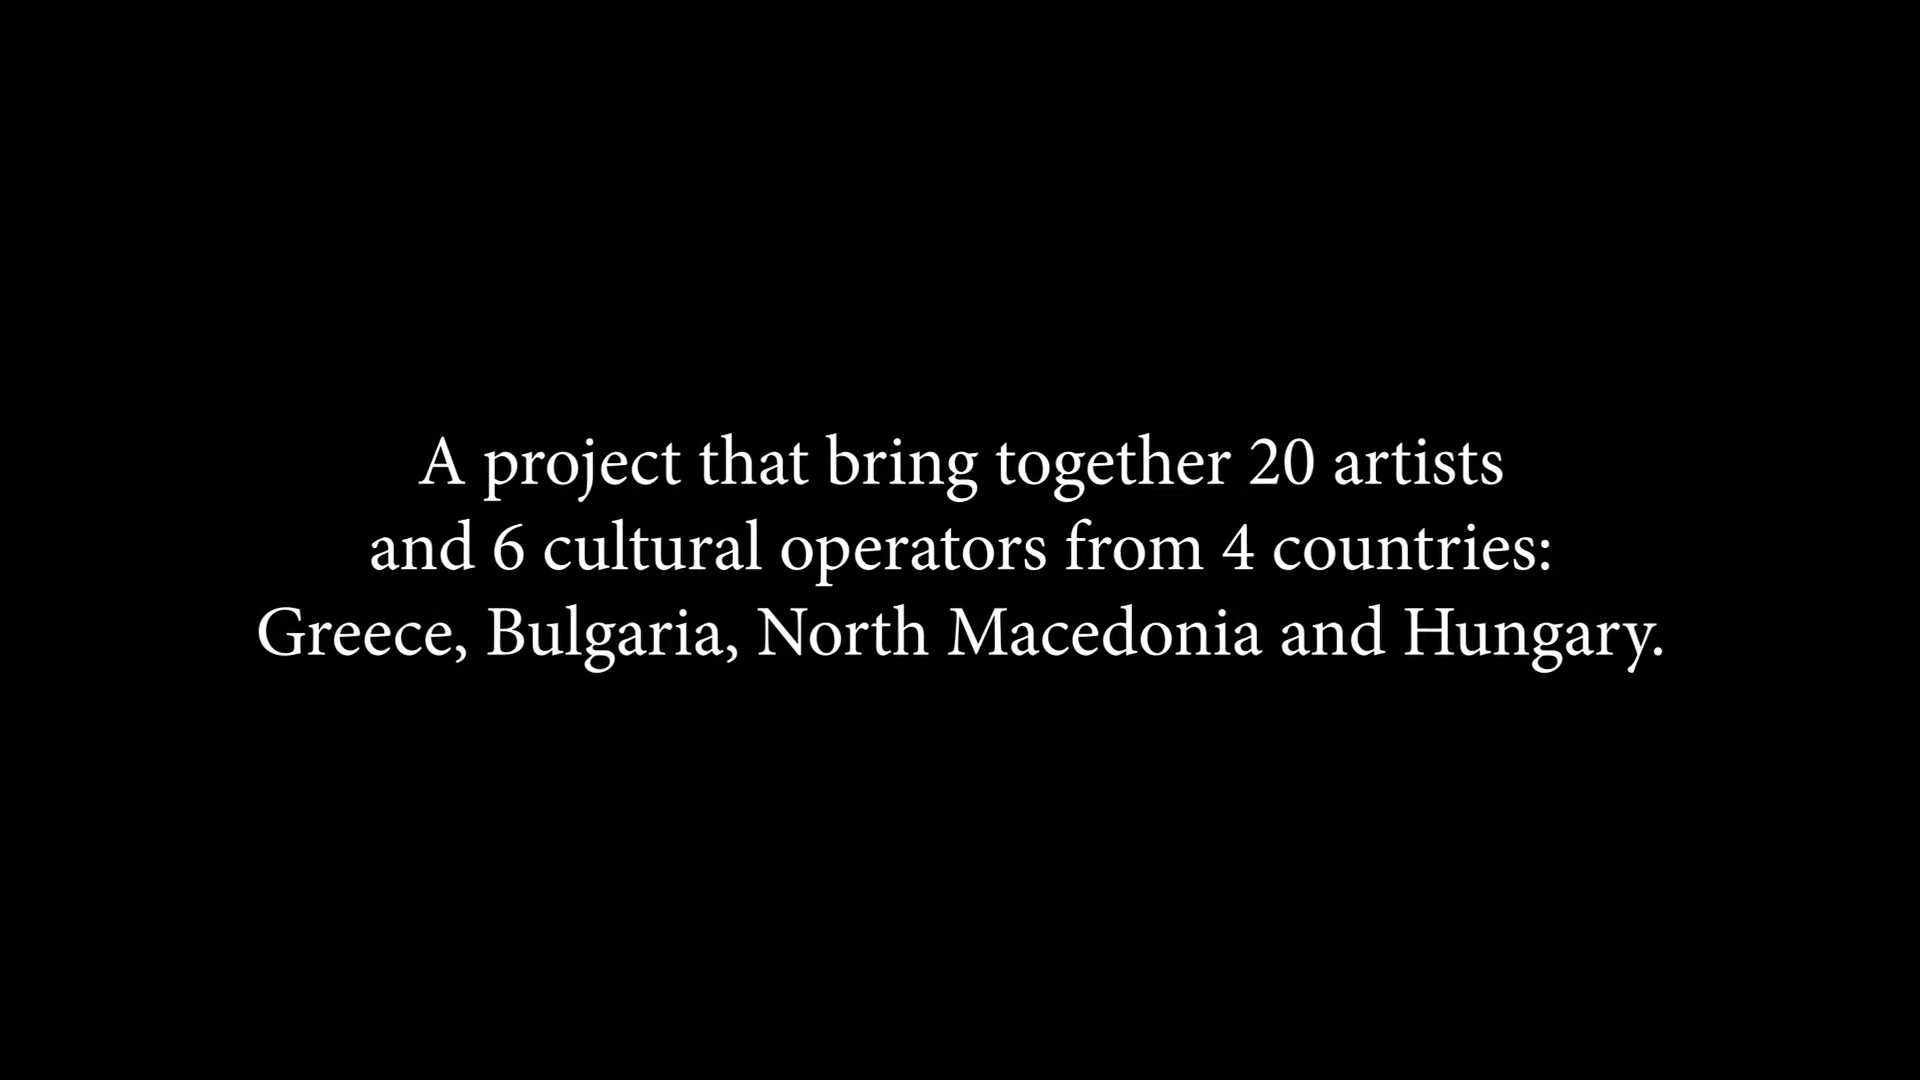 A project that bring together 20 artists
and 6 cultural operators from 4 countries:
Greece, Bulgaria, North Macedonia and Hungary.